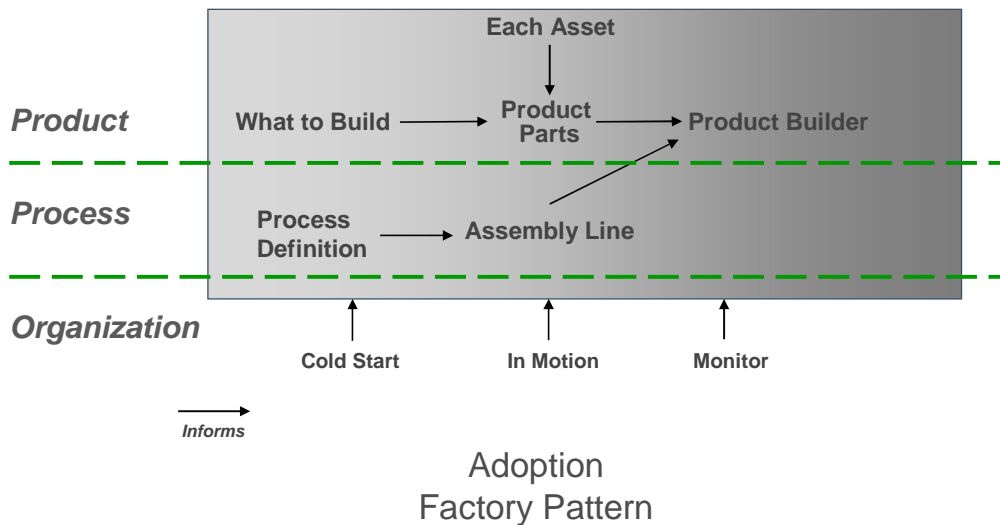 Each Asset
Product
What to Build
Product
Parts
Product Builder
Process
Process
Definition
Assembly Line
Organization
Cold Start
In Motion
Monitor
Informs
Adoption
Factory Pattern